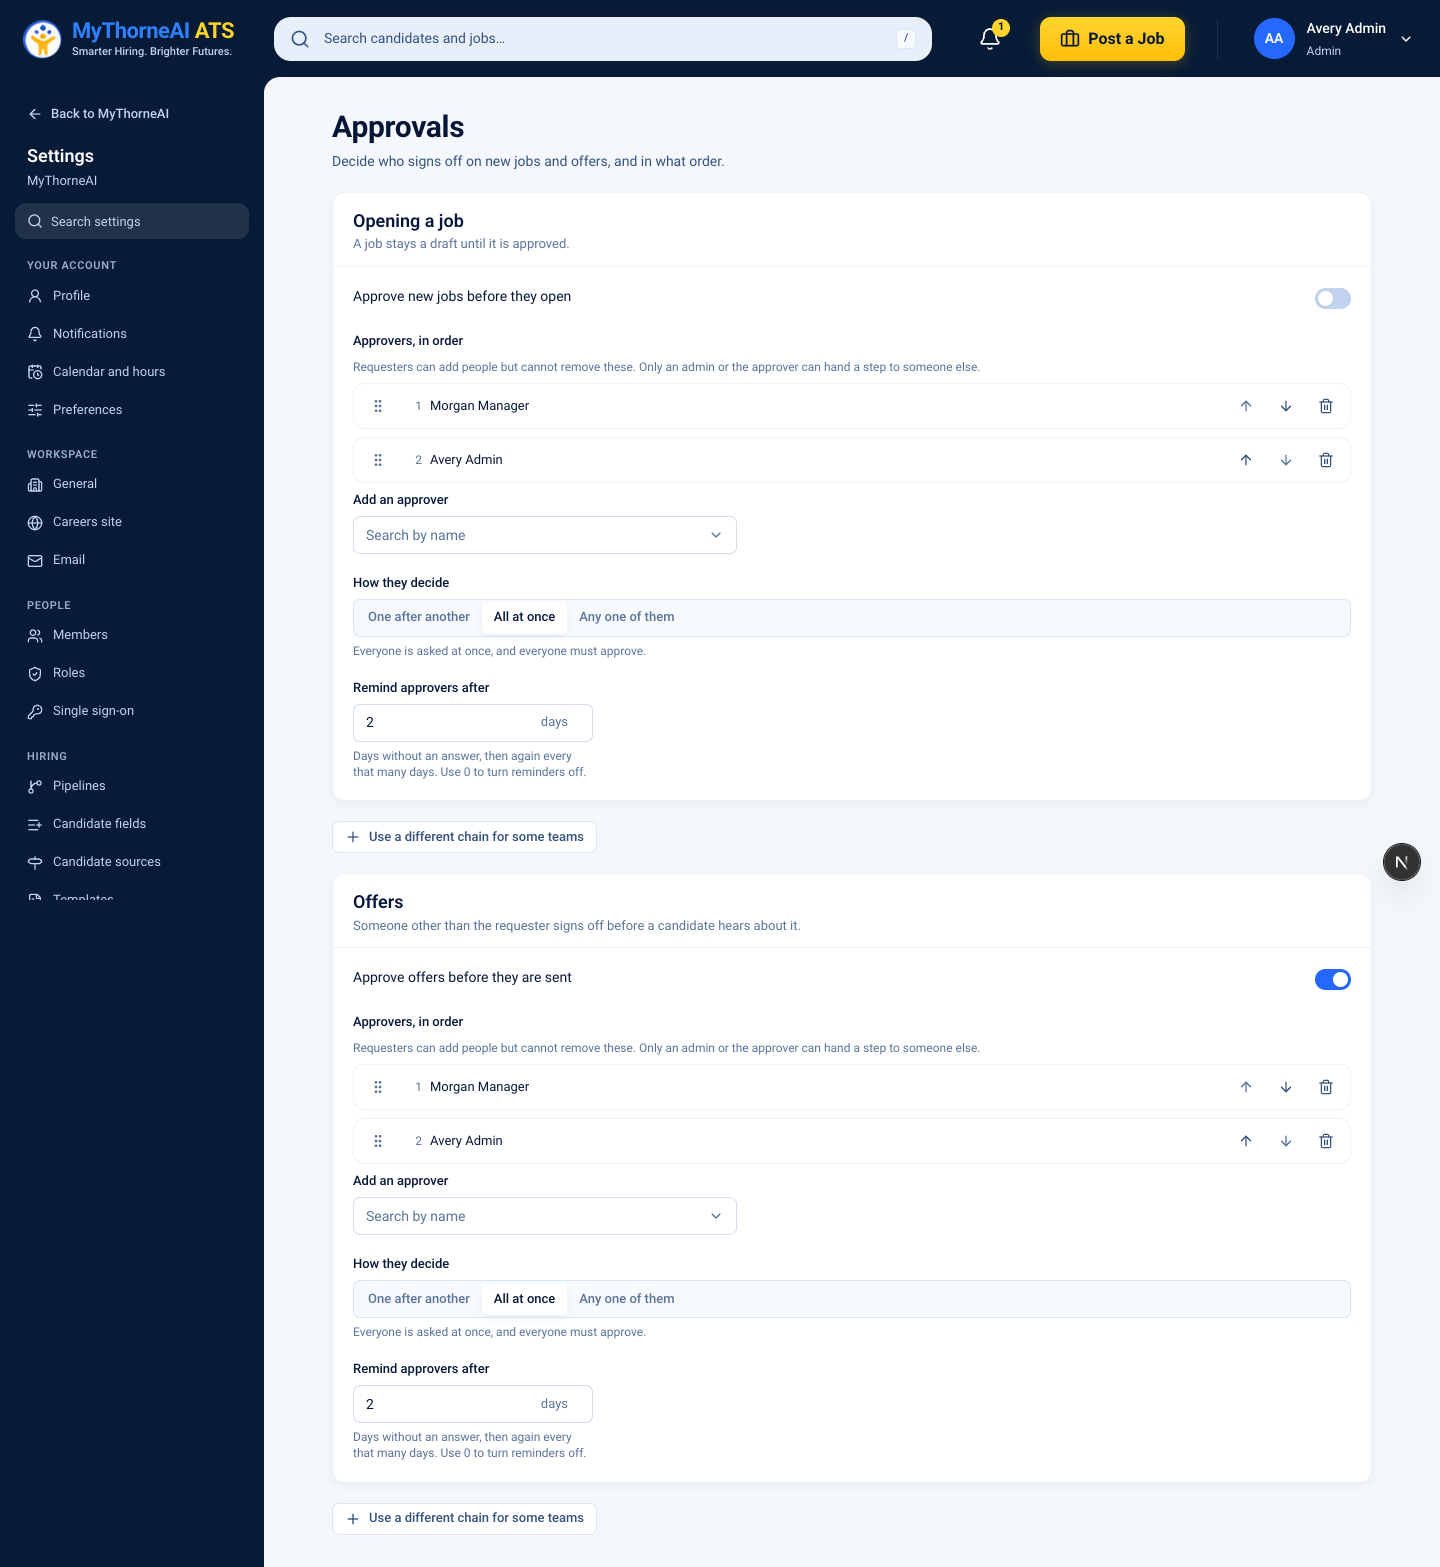 MyThorneAI ATS
Smarter Hiring. Brighter Futures.
Search candidates and jobs...
/
1
Post a Job
AA
Avery Admin
Admin
Back to MyThorneAI
Settings
MyThorneAI
Search settings
YOUR ACCOUNT
Profile
Notifications
Calendar and hours
Preferences
WORKSPACE
General
Careers site
Email
PEOPLE
Members
Roles
Single sign-on
HIRING
Pipelines
Candidate fields
Candidate sources
Templates
Approvals
Decide who signs off on new jobs and offers, and in what order.
Opening a job
A job stays a draft until it is approved.
Approve new jobs before they open
Approvers, in order
Requesters can add people but cannot remove these. Only an admin or the approver can hand a step to someone else.
1 Morgan Manager
2 Avery Admin
Add an approver
Search by name
How they decide
One after another All at once Any one of them
Everyone is asked at once, and everyone must approve.
Remind approvers after
2 days
Days without an answer, then again every
that many days. Use 0 to turn reminders off.
Use a different chain for some teams
N
Offers
Someone other than the requester signs off before a candidate hears about it.
Approve offers before they are sent
Approvers, in order
Requesters can add people but cannot remove these. Only an admin or the approver can hand a step to someone else.
1 Morgan Manager
2 Avery Admin
Add an approver
Search by name
How they decide
One after another All at once Any one of them
Everyone is asked at once, and everyone must approve.
Remind approvers after
2 days
Days without an answer, then again every
that many days. Use 0 to turn reminders off.
Use a different chain for some teams